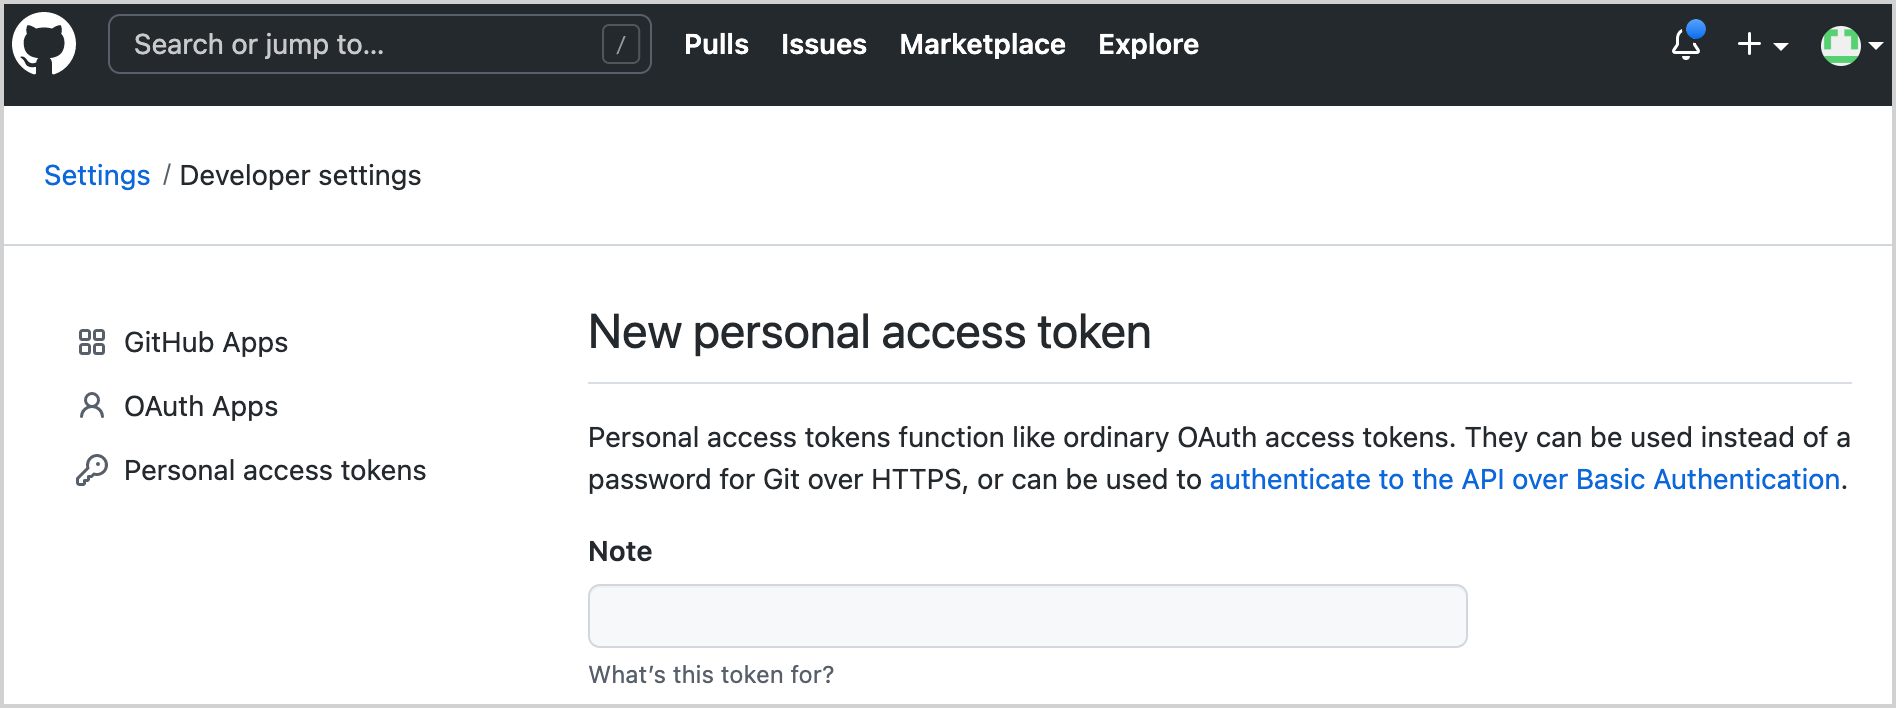 Search or jump to... / Pulls Issues Marketplace Explore
Settings / Developer settings
GitHub Apps
OAuth Apps
Personal access tokens
New personal access token
Personal access tokens function like ordinary OAuth access tokens. They can be used instead of a
password for Git over HTTPS, or can be used to authenticate to the API over Basic Authentication.
Note
What's this token for?